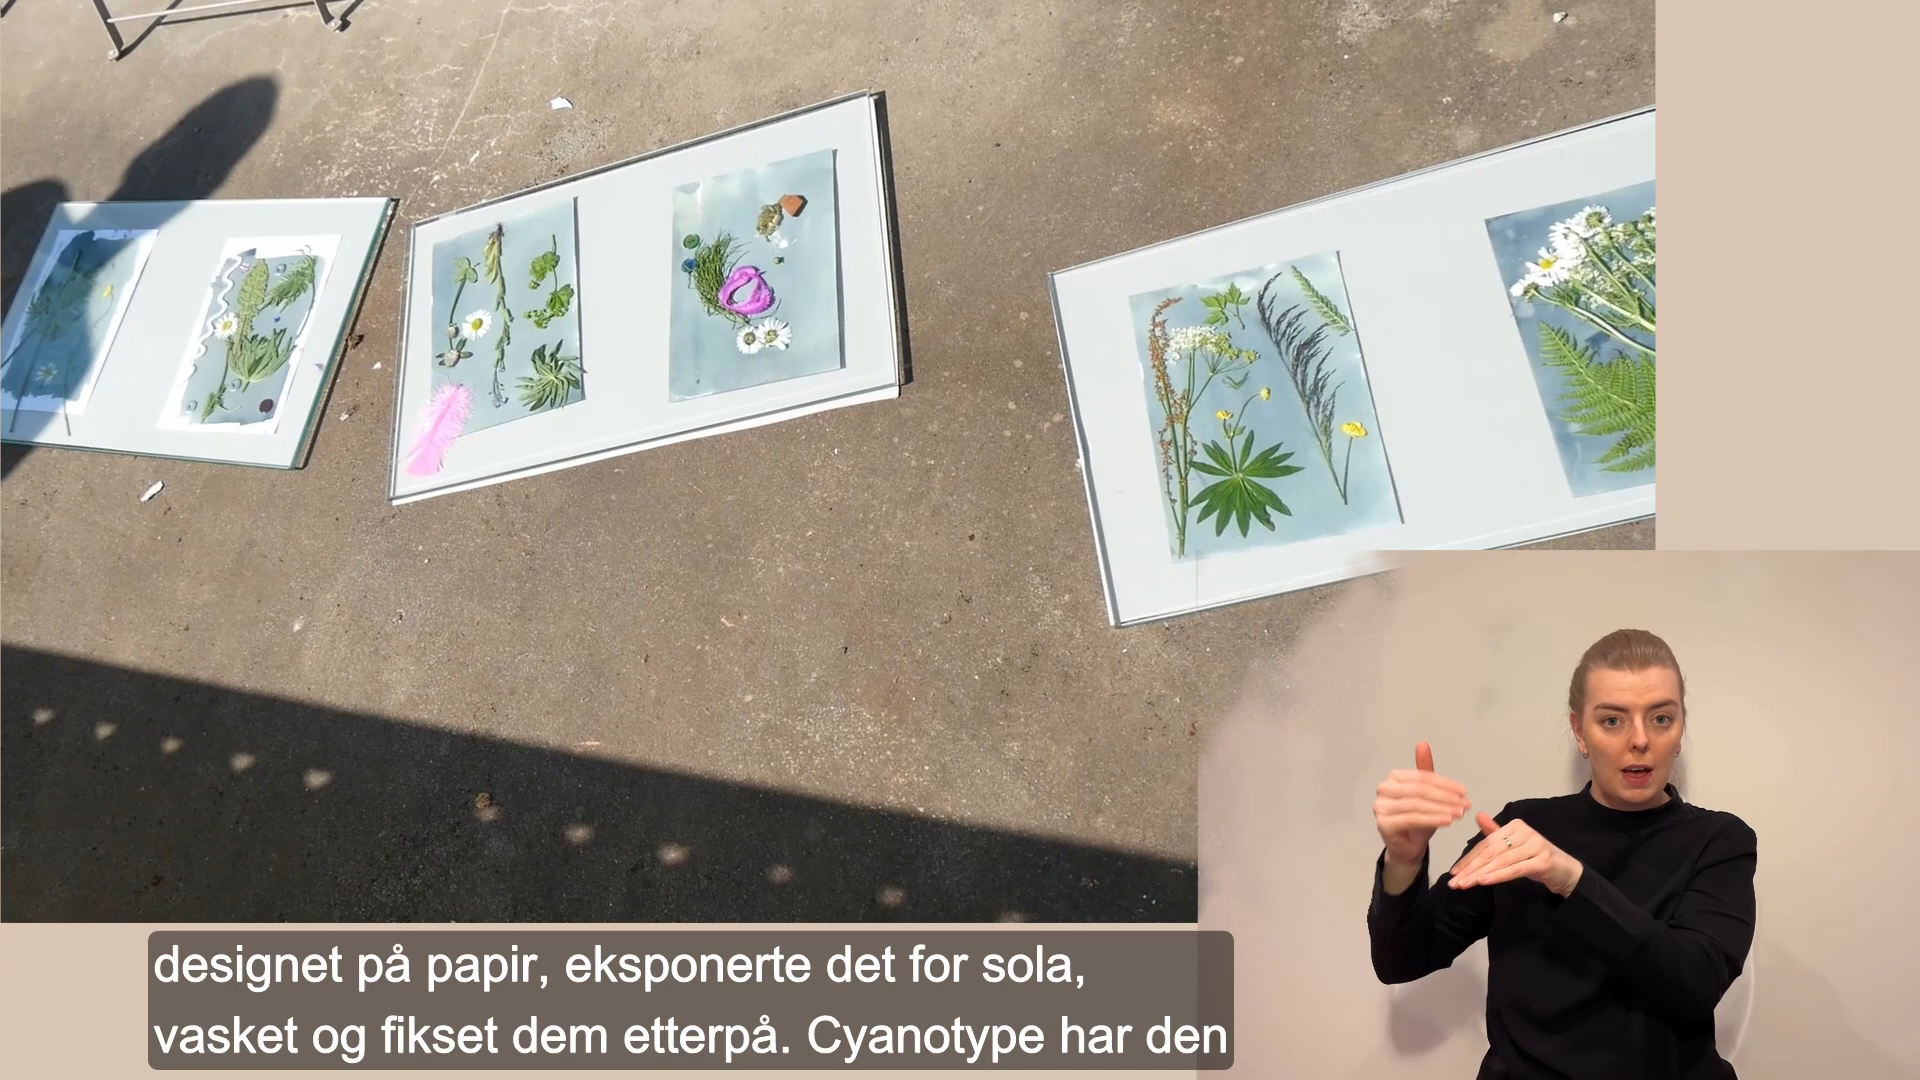 designet på papir, eksponerte det for sola,
vasket og fikset dem etterpå. Cyanotype har den